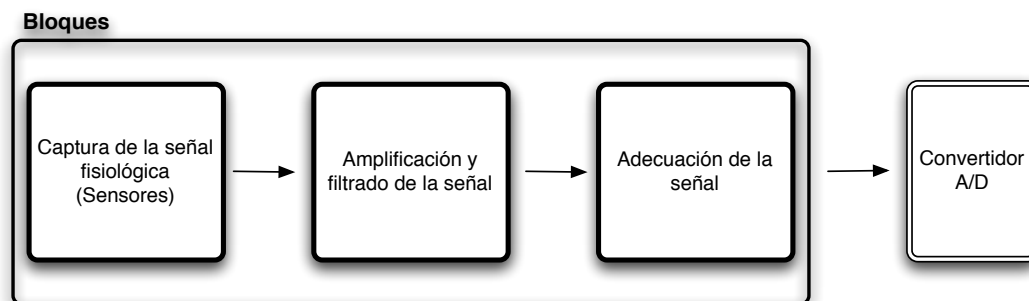 Bloques
Captura de la señal
fisiológica
(Sensores)
Amplificación y
filtrado de la señal
Adecuación de la
señal
Convertidor
A/D